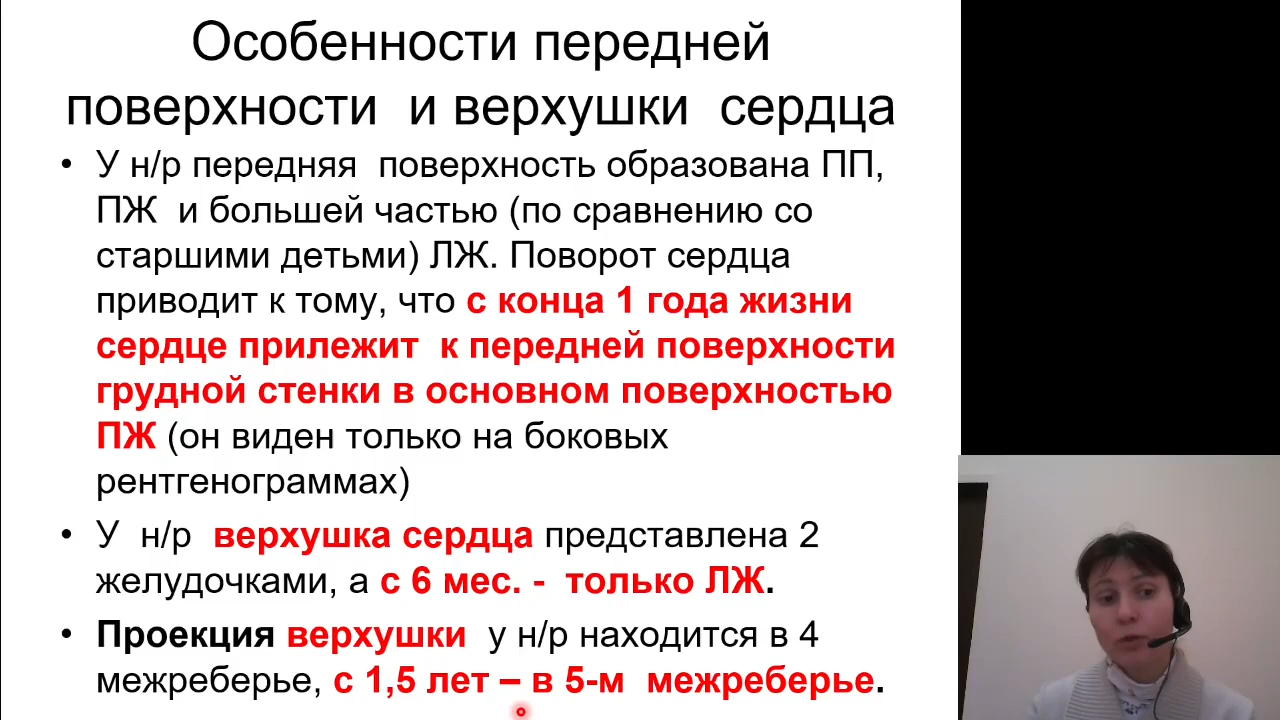 Особенности передней
поверхности и верхушки сердца
• У н/р передняя поверхность образована ПП,
ПЖ и большей частью (по сравнению со
старшими детьми) ЛЖ. Поворот сердца
приводит к тому, что с конца 1 года жизни
сердце прилежит к передней поверхности
грудной стенки в основном поверхностью
ПЖ (он виден только на боковых
рентгенограммах)
• У н/р верхушка сердца представлена 2
желудочками, а с 6 мес. - только ЛЖ.
• Проекция верхушки у н/р находится в 4
межреберье, с 1,5 лет – в 5-м межреберье.